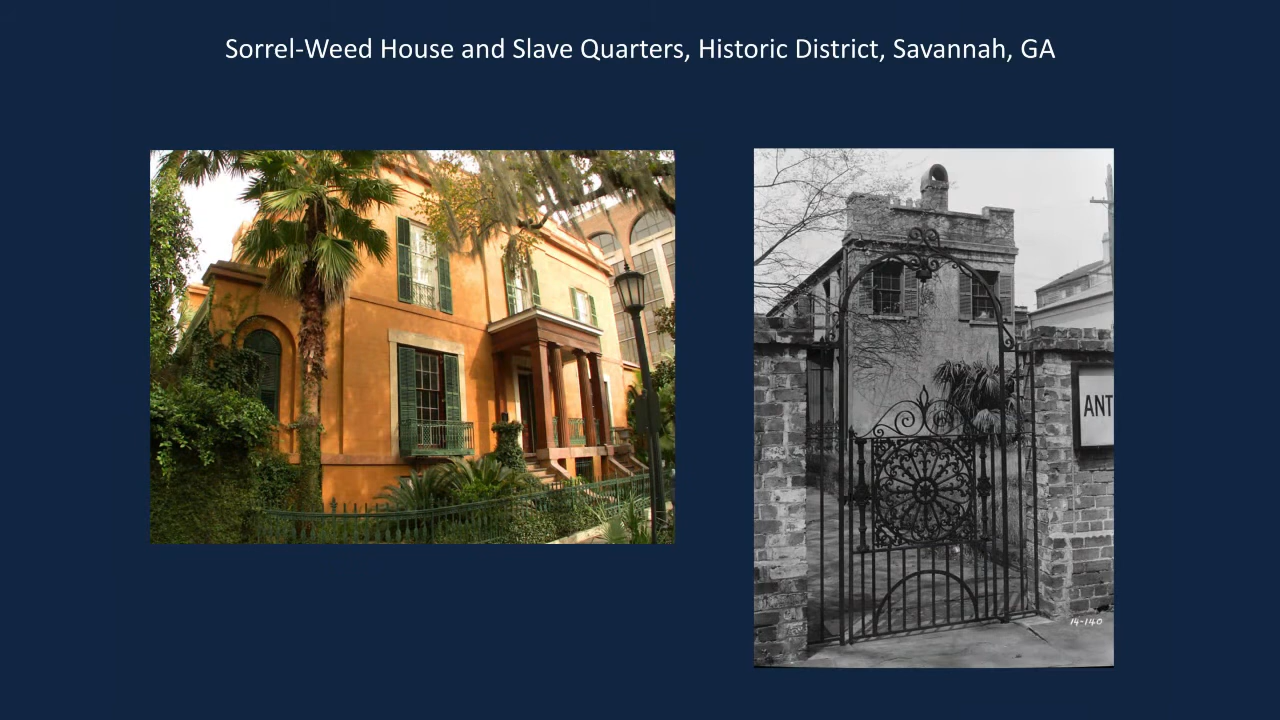 Sorrel-Weed House and Slave Quarters, Historic District, Savannah, GA
ANT
14-140